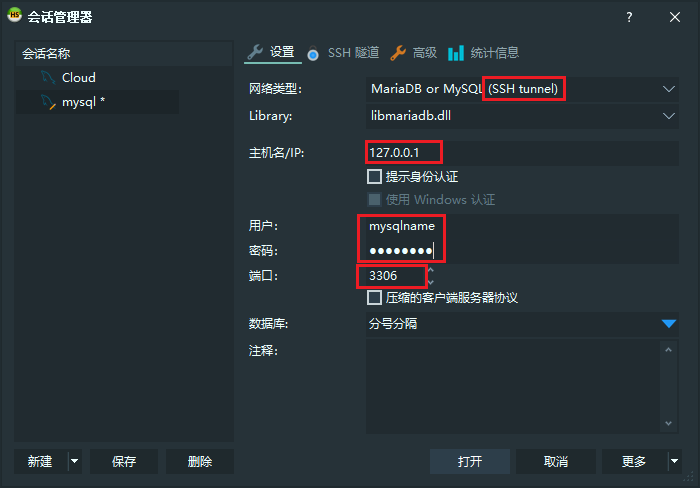 HS 会话管理器 ?
会话名称
Cloud
mysql *
设置 SSH 隧道 高级 统计信息
网络类型: MariaDB or MySQL (SSH tunnel)
Library: libmariadb.dll
主机名/IP: 127.0.0.1
提示身份认证
使用 Windows 认证
用户: mysqlname
密码: ●●●●●●●●
端口: 3306
压缩的客户端服务器协议
数据库: 分号分隔
注释:
新建 保存 删除 打开 取消 更多